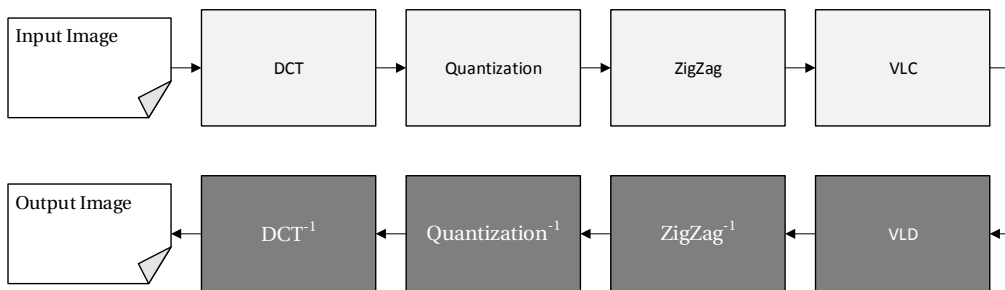 Input Image
DCT
Quantization
ZigZag
VLC
Output Image
DCT⁻¹
Quantization⁻¹
ZigZag⁻¹
VLD